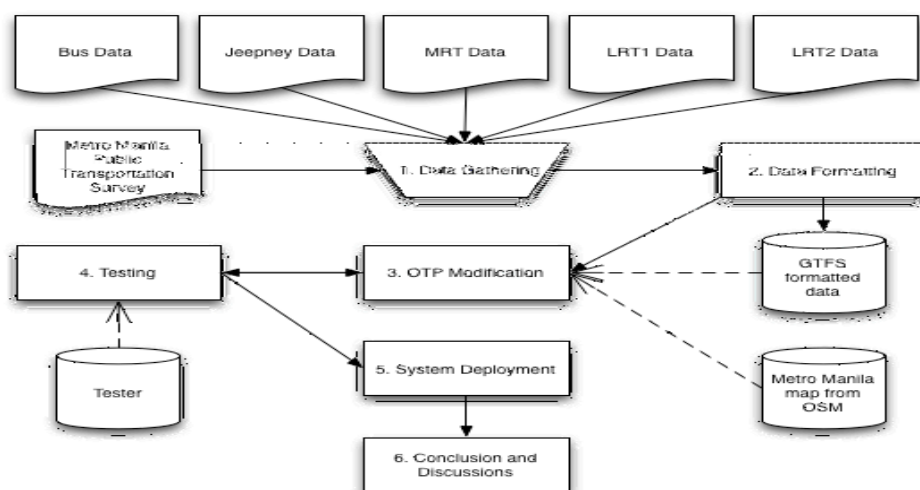 Bus Data
Jeepney Data
MRT Data
LRT1 Data
LRT2 Data
Metro Manila
Public
Transportation
Survey
1. Data Gathering
2. Data Formatting
4. Testing
3. OTP Modification
GTFS
formatted
data
Tester
5. System Deployment
Metro Manila
map from
OSM
6. Conclusion and
Discussions